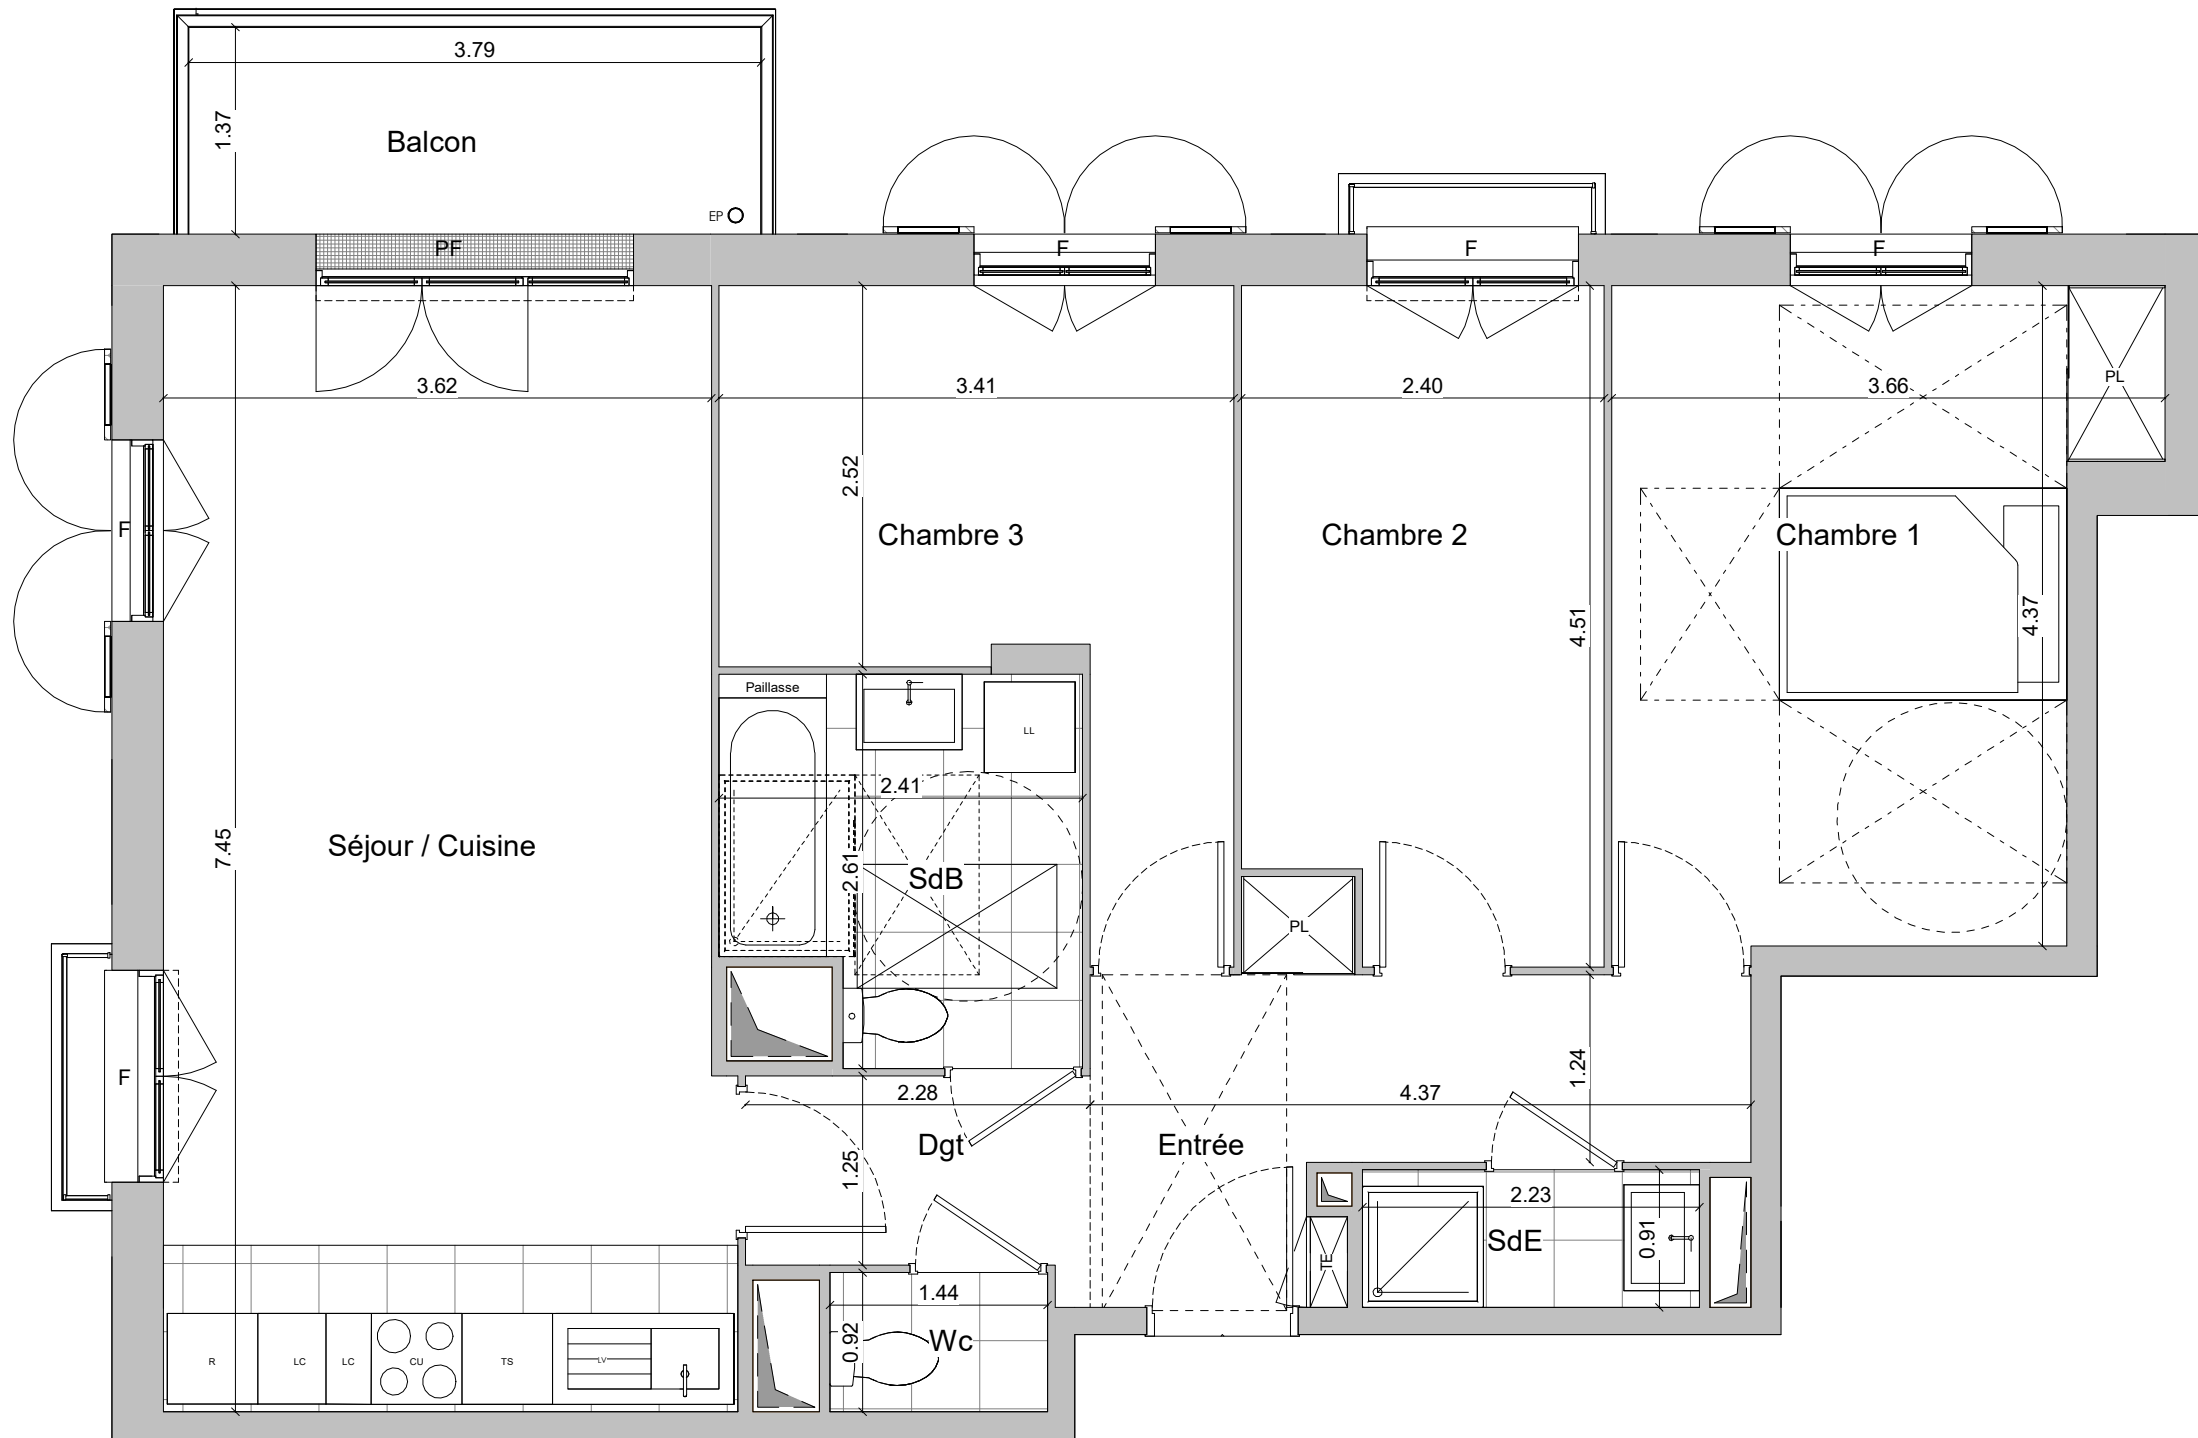 3.79
1.37
Balcon
EP
PF
F
F
F
3.62
3.41
2.40
3.66
PL
2.52
F
Chambre 3
Chambre 2
Chambre 1
4.51
4.37
Paillasse
LL
2.41
7.45
Séjour / Cuisine
2.61
SdB
PL
F
2.28
4.37
1.24
Dgt
Entrée
1.25
2.23
0.91
SdE
TE
1.44
0.92
Wc
R
LC
LC
CU
TS
LV